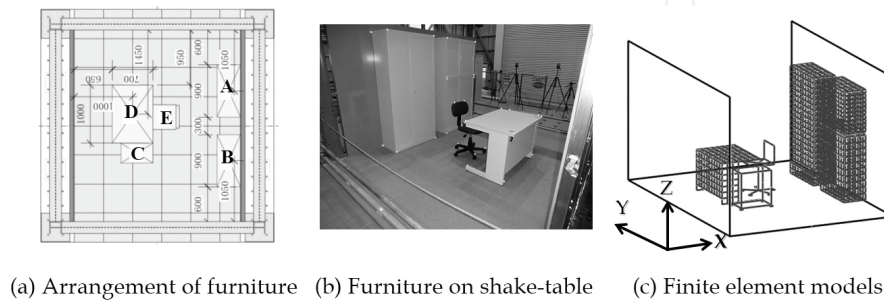 1450
950
600
1050
650
700
A
1000
D
E
900
1000
300
C
B
900
1050
600
Z
Y
X
(a) Arrangement of furniture (b) Furniture on shake-table (c) Finite element models